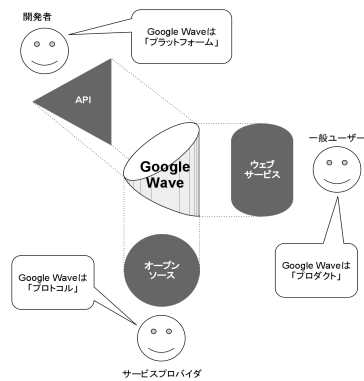 開発者
Google Waveは
「プラットフォーム」
API
一般ユーザー
Google
Wave
ウェブ
サービス
オープン
ソース
Google Waveは
「プロトコル」
Google Waveは
「プロダクト」
サービスプロバイダ